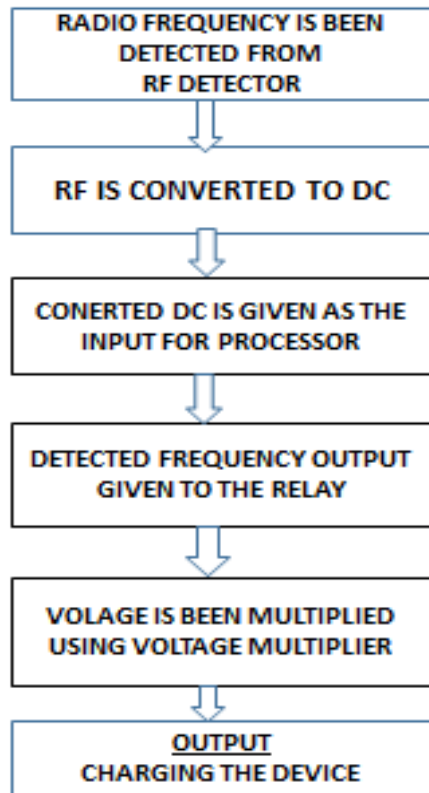 RADIO FREQUENCY IS BEEN
DETECTED FROM
RF DETECTOR
RF IS CONVERTED TO DC
CONERTED DC IS GIVEN AS THE
INPUT FOR PROCESSOR
DETECTED FREQUENCY OUTPUT
GIVEN TO THE RELAY
VOLAGE IS BEEN MULTIPLIED
USING VOLTAGE MULTIPLIER
OUTPUT
CHARGING THE DEVICE